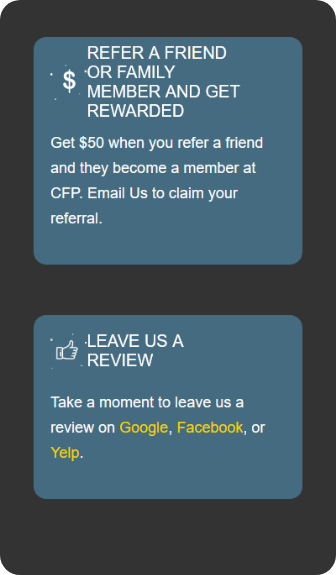 REFER A FRIEND
OR FAMILY
MEMBER AND GET
REWARDED
Get $50 when you refer a friend
and they become a member at
CFP. Email Us to claim your
referral.
LEAVE US A
REVIEW
Take a moment to leave us a
review on Google, Facebook, or
Yelp.